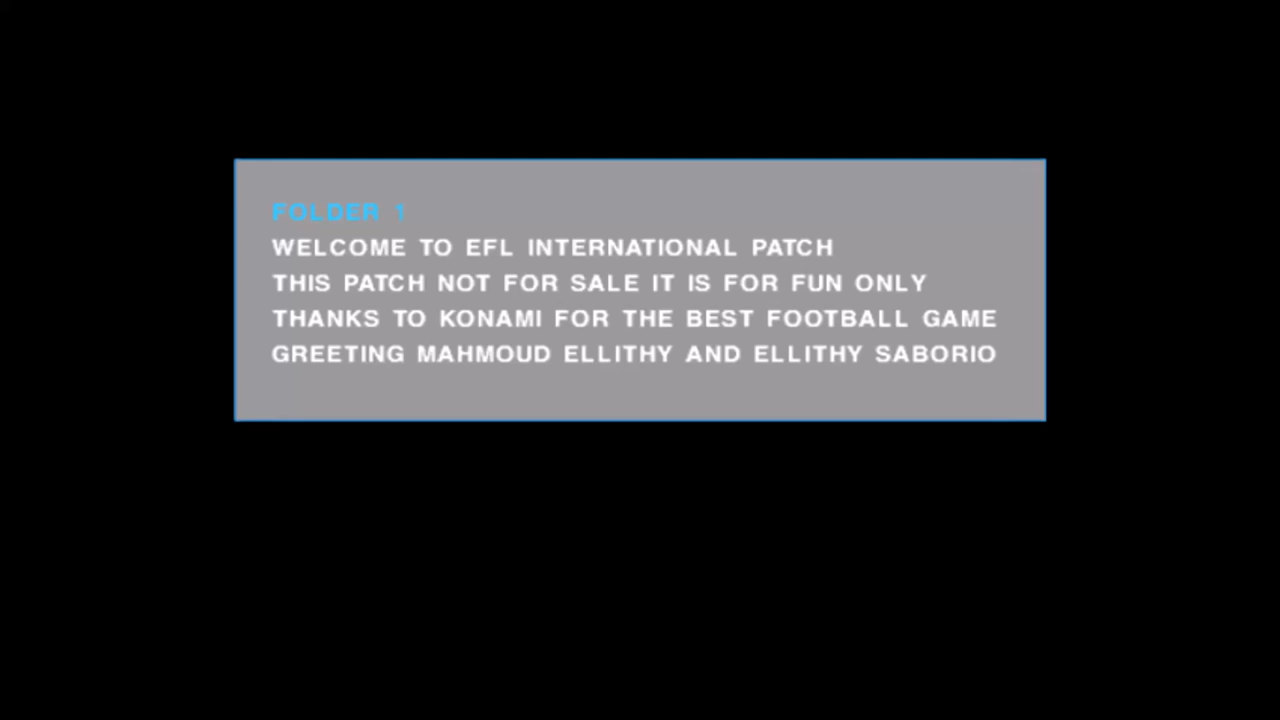 FOLDER 1
WELCOME TO EFL INTERNATIONAL PATCH
THIS PATCH NOT FOR SALE IT IS FOR FUN ONLY
THANKS TO KONAMI FOR THE BEST FOOTBALL GAME
GREETING MAHMOUD ELLITHY AND ELLITHY SABORIO